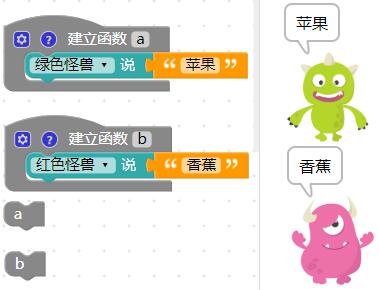 建立函数 a
绿色怪兽 说 “ 苹果 ”
建立函数 b
红色怪兽 说 “ 香蕉 ”
a
b
苹果
香蕉